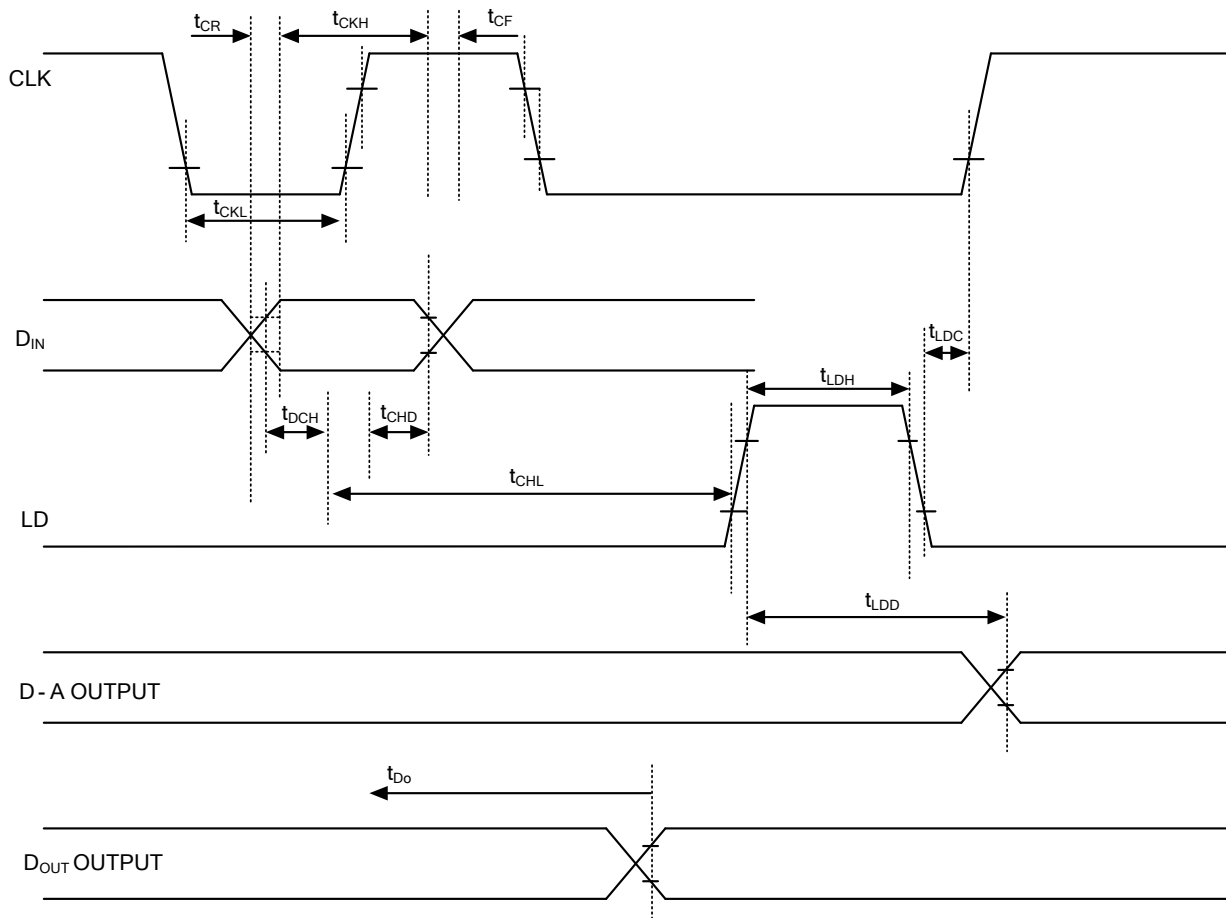 tCR
tCKH
tCF
CLK
tCKL
DIN
tLDC
tLDH
tDCH
tCHD
tCHL
LD
tLDD
D - A OUTPUT
tDo
DOUT OUTPUT